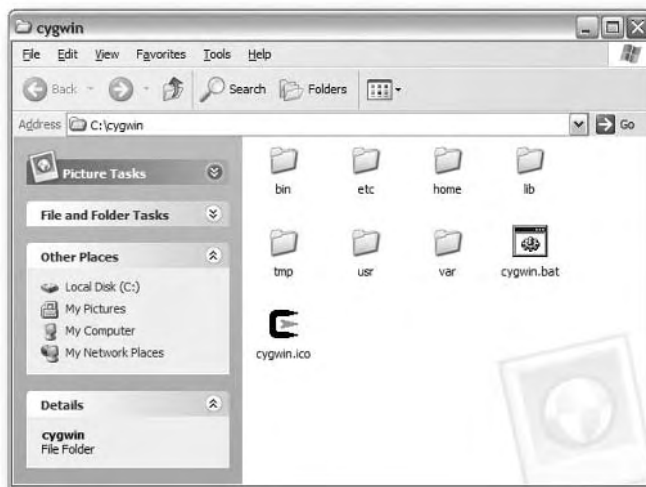 cygwin
File Edit View Favorites Tools Help
Back Search Folders
Address C:\cygwin Go
Picture Tasks
File and Folder Tasks
Other Places
Local Disk (C:)
My Pictures
My Computer
My Network Places
Details
cygwin
File Folder
bin etc home lib
tmp usr var cygwin.bat
cygwin.ico